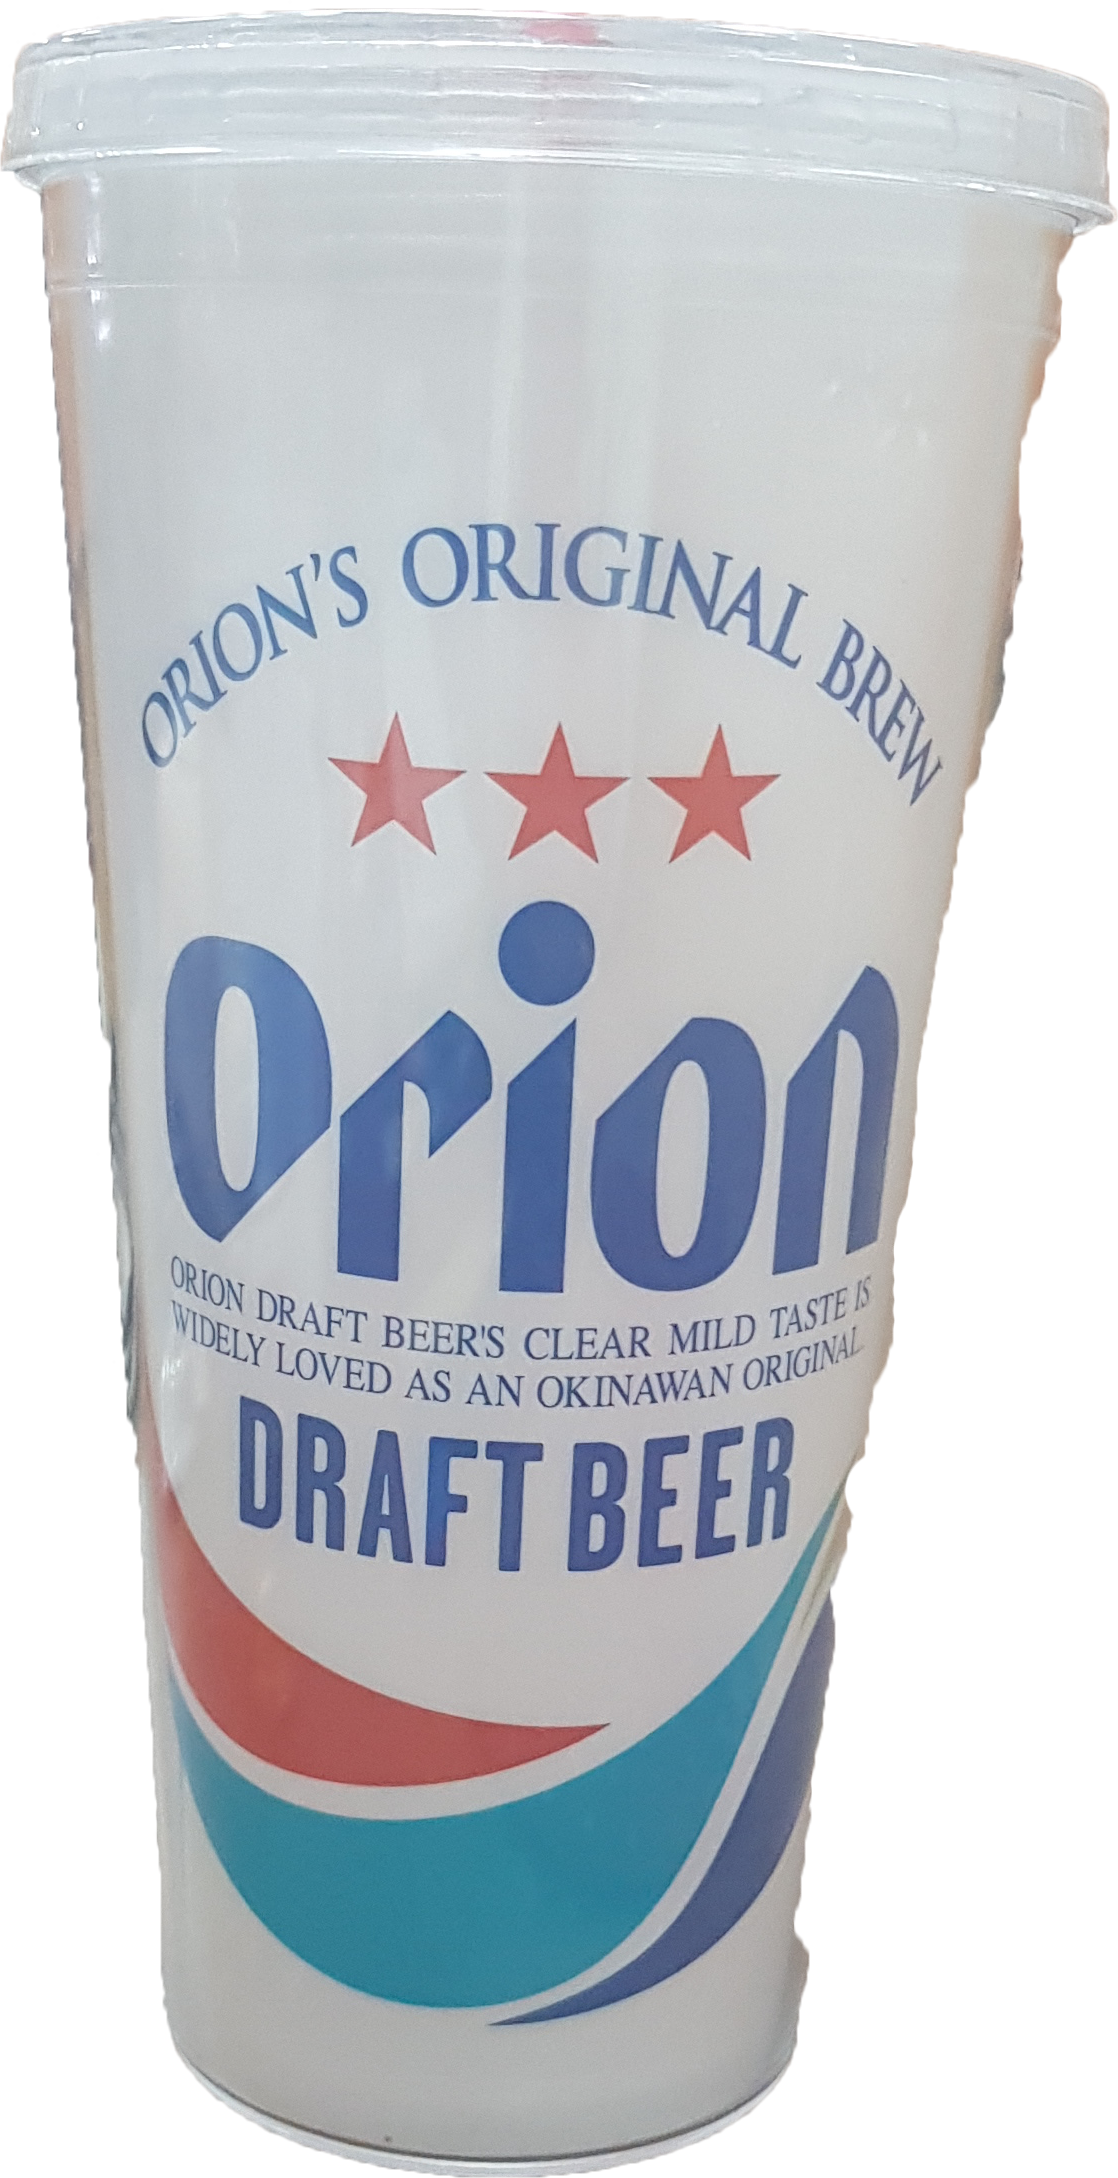 ORION'S ORIGINAL BREW
Orion
ORION DRAFT BEER'S CLEAR MILD TASTE IS
WIDELY LOVED AS AN OKINAWAN ORIGINAL.
DRAFT BEER